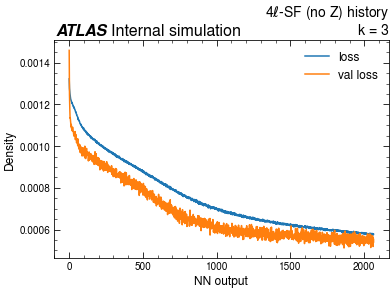 4ℓ-SF (no Z) history
ATLAS Internal simulation k = 3
loss
val loss
0.0014
0.0012
0.0010
0.0008
0.0006
Density
0 500 1000 1500 2000
NN output